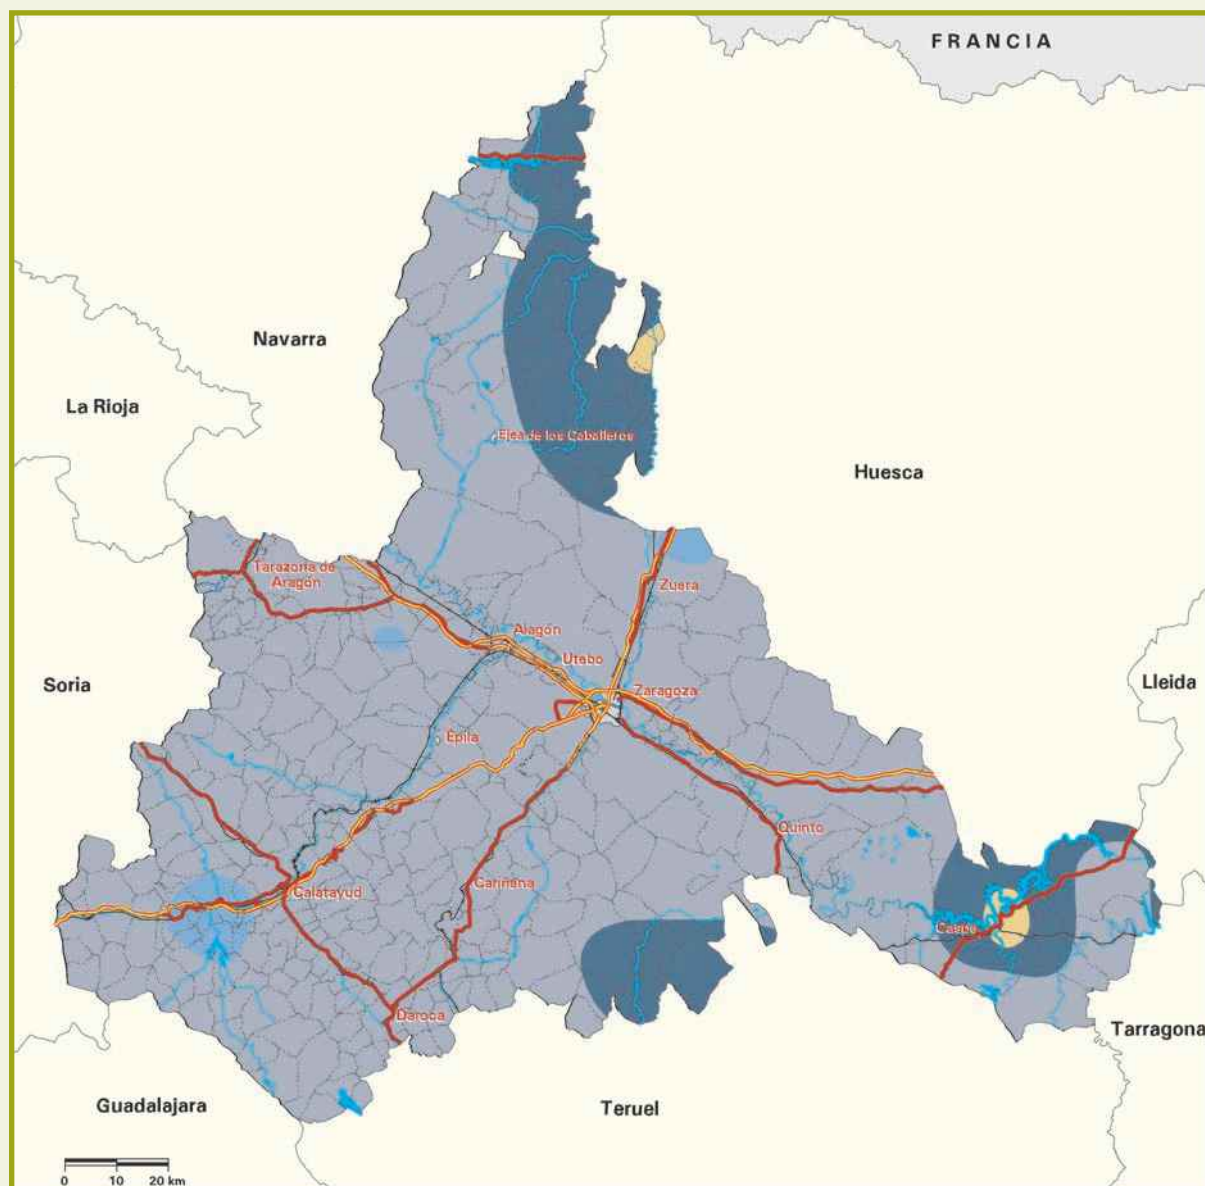 FRANCIA
Navarra
La Rioja
Ejea de los Caballeros
Huesca
Tarazona de
Aragón
Zuera
Alagón
Utebo
Soria
Zaragoza
Lleida
Épila
Quinto
Calatayud
Cariñena
Caspe
Daroca
Tarragona
Guadalajara
Teruel
0 10 20 km